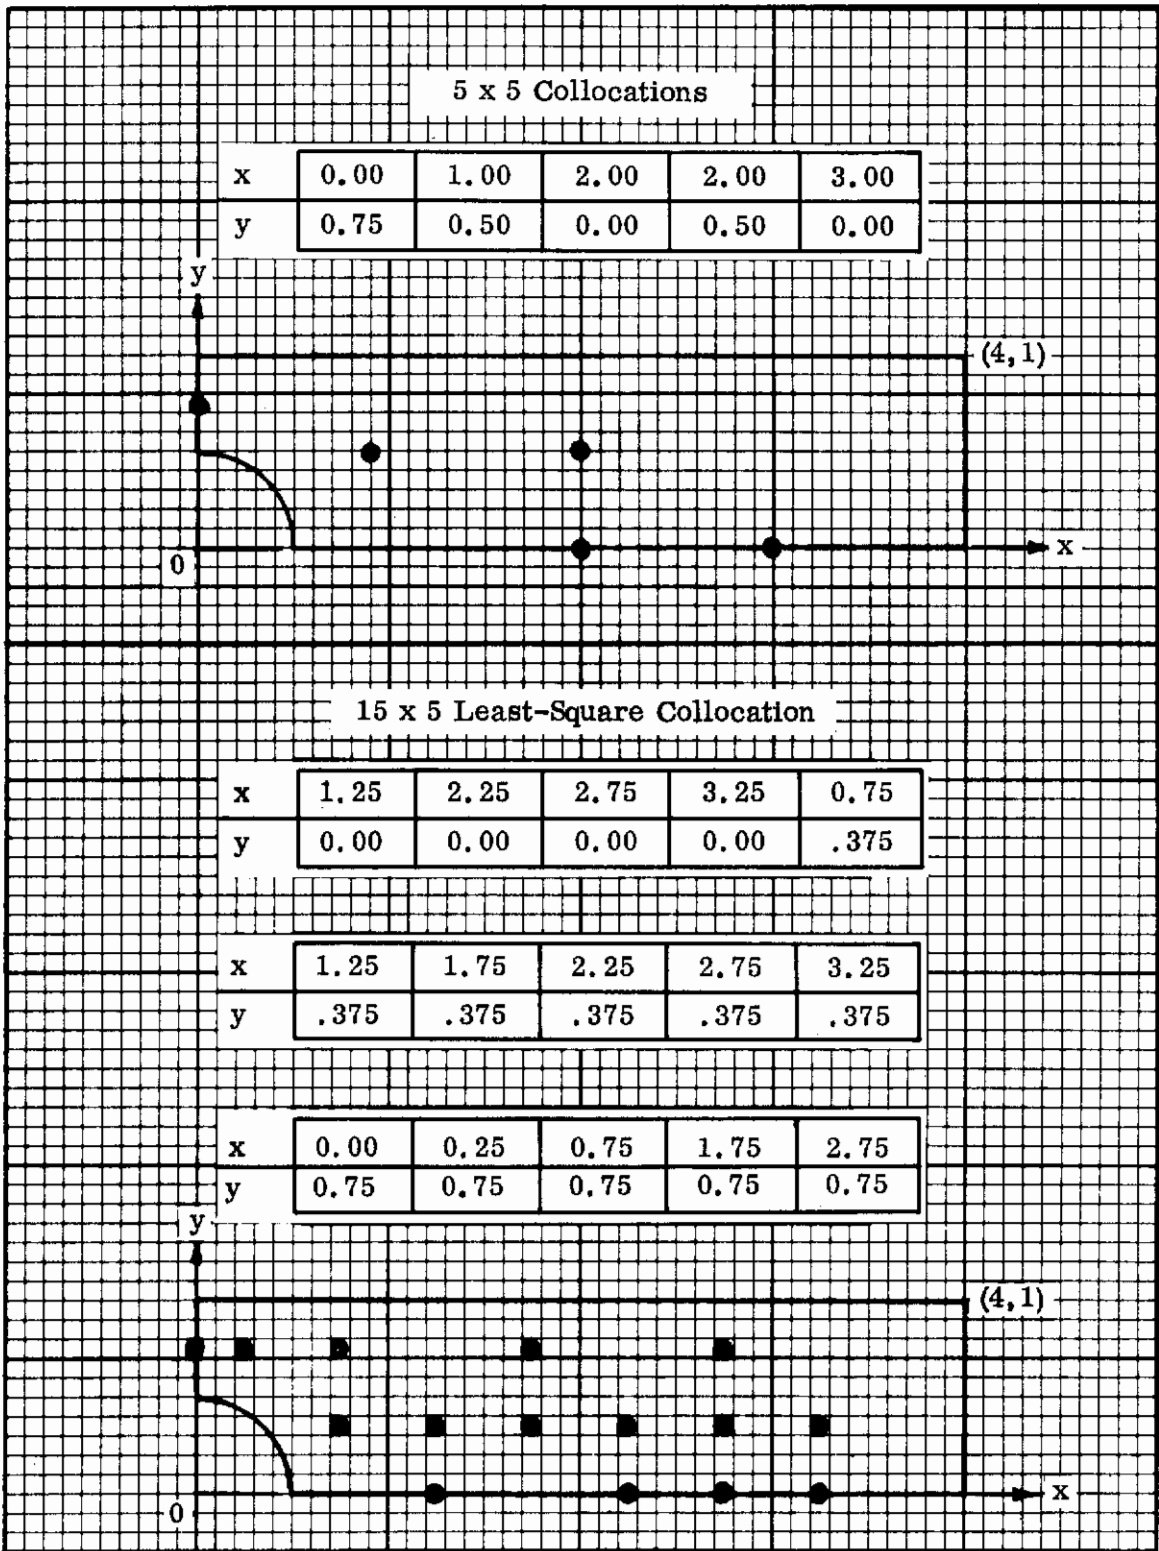 5 x 5 Collocations
x 0.00 1.00 2.00 2.00 3.00
y 0.75 0.50 0.00 0.50 0.00
y
(4, 1)
x
0
15 x 5 Least-Square Collocation
x 1.25 2.25 2.75 3.25 0.75
y 0.00 0.00 0.00 0.00 .375
x 1.25 1.75 2.25 2.75 3.25
y .375 .375 .375 .375 .375
x 0.00 0.25 0.75 1.75 2.75
y 0.75 0.75 0.75 0.75 0.75
y
(4, 1)
x
0